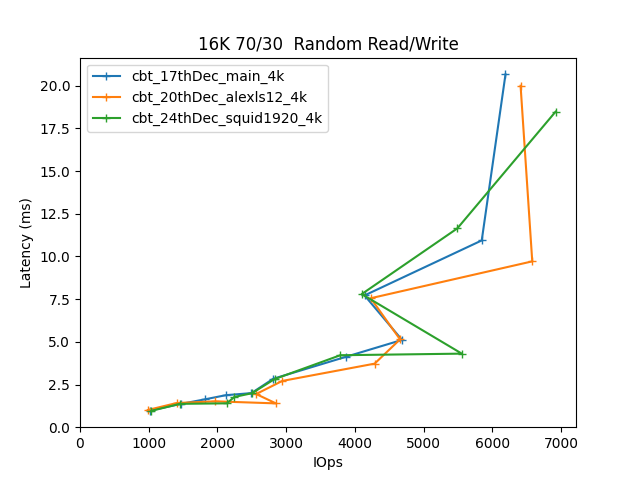 16K 70/30  Random Read/Write
cbt_17thDec_main_4k
cbt_20thDec_alexls12_4k
cbt_24thDec_squid1920_4k
Latency (ms)
20.0
17.5
15.0
12.5
10.0
7.5
5.0
2.5
0.0
0 1000 2000 3000 4000 5000 6000 7000
IOps